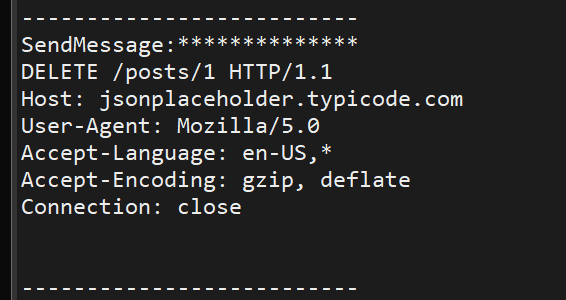 --------------------------
SendMessage:**************
DELETE /posts/1 HTTP/1.1
Host: jsonplaceholder.typicode.com
User-Agent: Mozilla/5.0
Accept-Language: en-US,*
Accept-Encoding: gzip, deflate
Connection: close
--------------------------